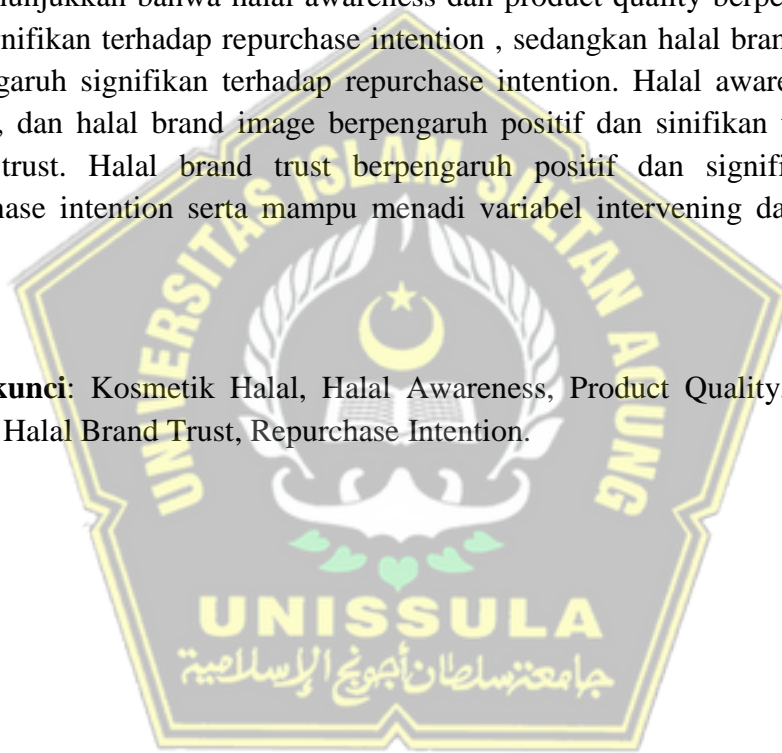 unjukkan bahwa halal awareness dan product quality berpe
nifikan terhadap repurchase intention , sedangkan halal bran
garuh signifikan terhadap repurchase intention. Halal aware
, dan halal brand image berpengaruh positif dan sinifikan
trust. Halal brand trust berpengaruh positif dan signifi
hase intention serta mampu menadi variabel intervening da
kunci: Kosmetik Halal, Halal Awareness, Product Quality,
Halal Brand Trust, Repurchase Intention.
UNIVERSITAS ISLAM SULTAN AGUNG
UNISSULA
جامعتسلطان أجونج الإسلامية